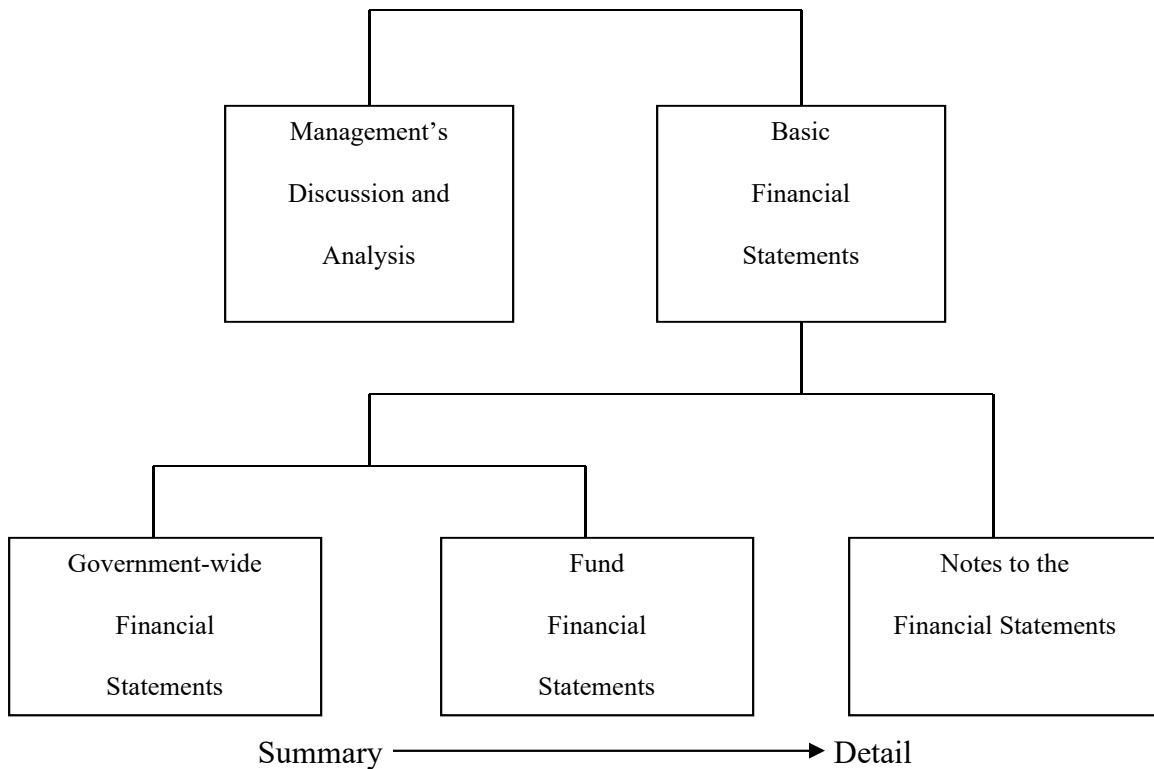 Management’s
Discussion and
Analysis
Basic
Financial
Statements
Government-wide
Financial
Statements
Fund
Financial
Statements
Notes to the
Financial Statements
Summary
Detail